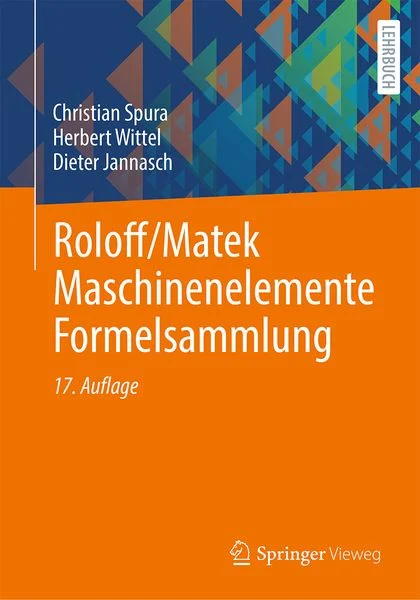 LEHRBUCH
Christian Spura
Herbert Wittel
Dieter Jannasch
Roloff/Matek
Maschinenelemente
Formelsammlung
17. Auflage
Springer Vieweg